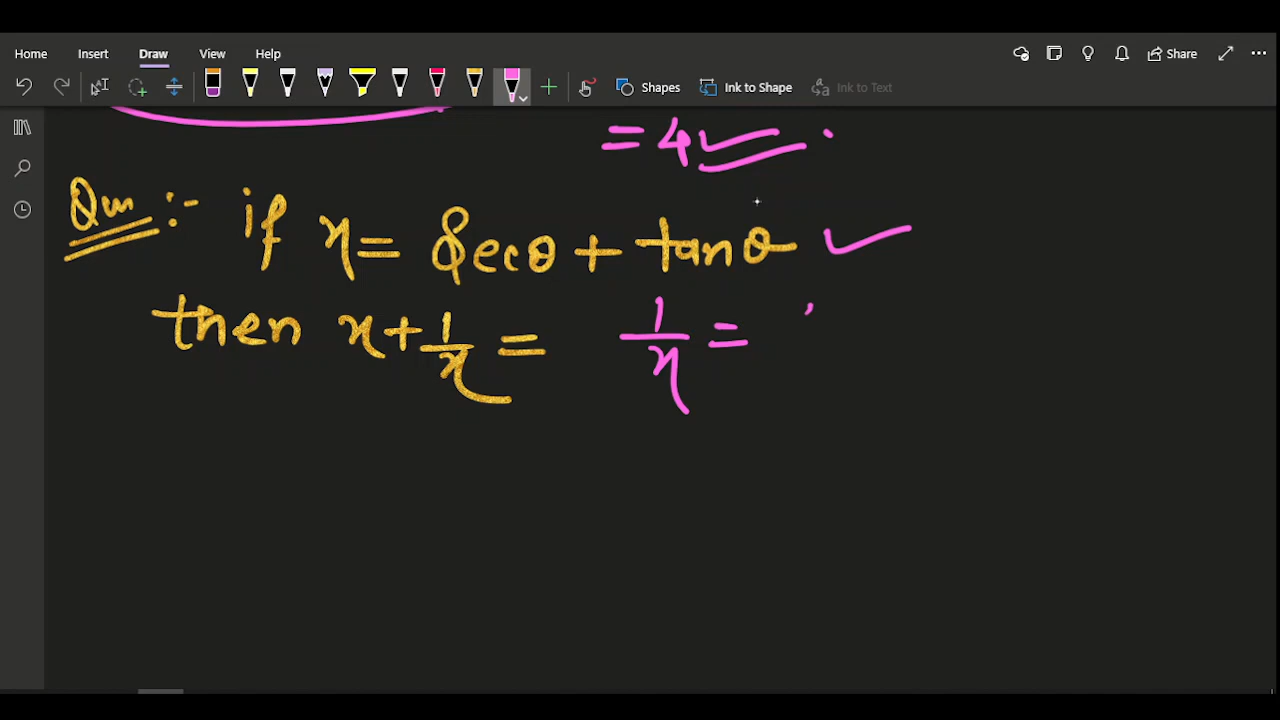 Home Insert Draw View Help Share
Shapes Ink to Shape Ink to Text
= 4
Qn :- if x = Secθ + tanθ
then x + 1/x = 1/x =